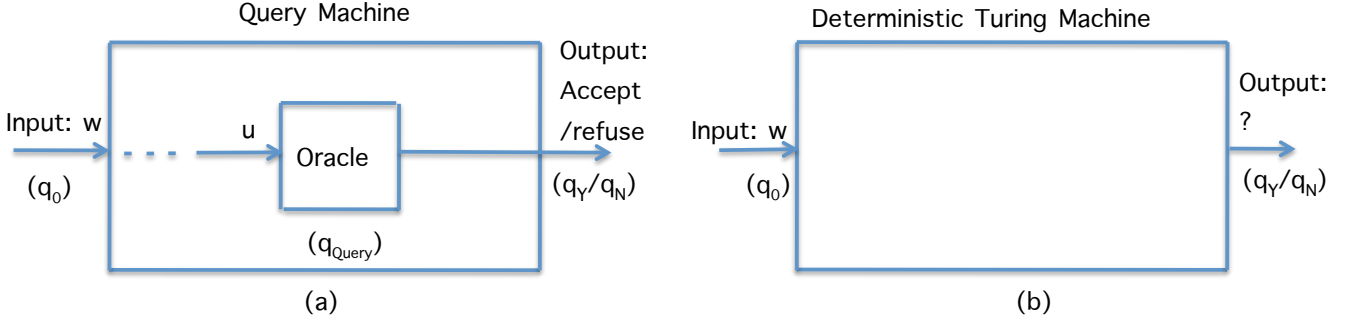 Query Machine
Output:
Accept
/refuse
Input: w
u
Oracle
(q0)
(qY/qN)
(qQuery)
(a)
Deterministic Turing Machine
Output:
?
Input: w
(q0)
(qY/qN)
(b)